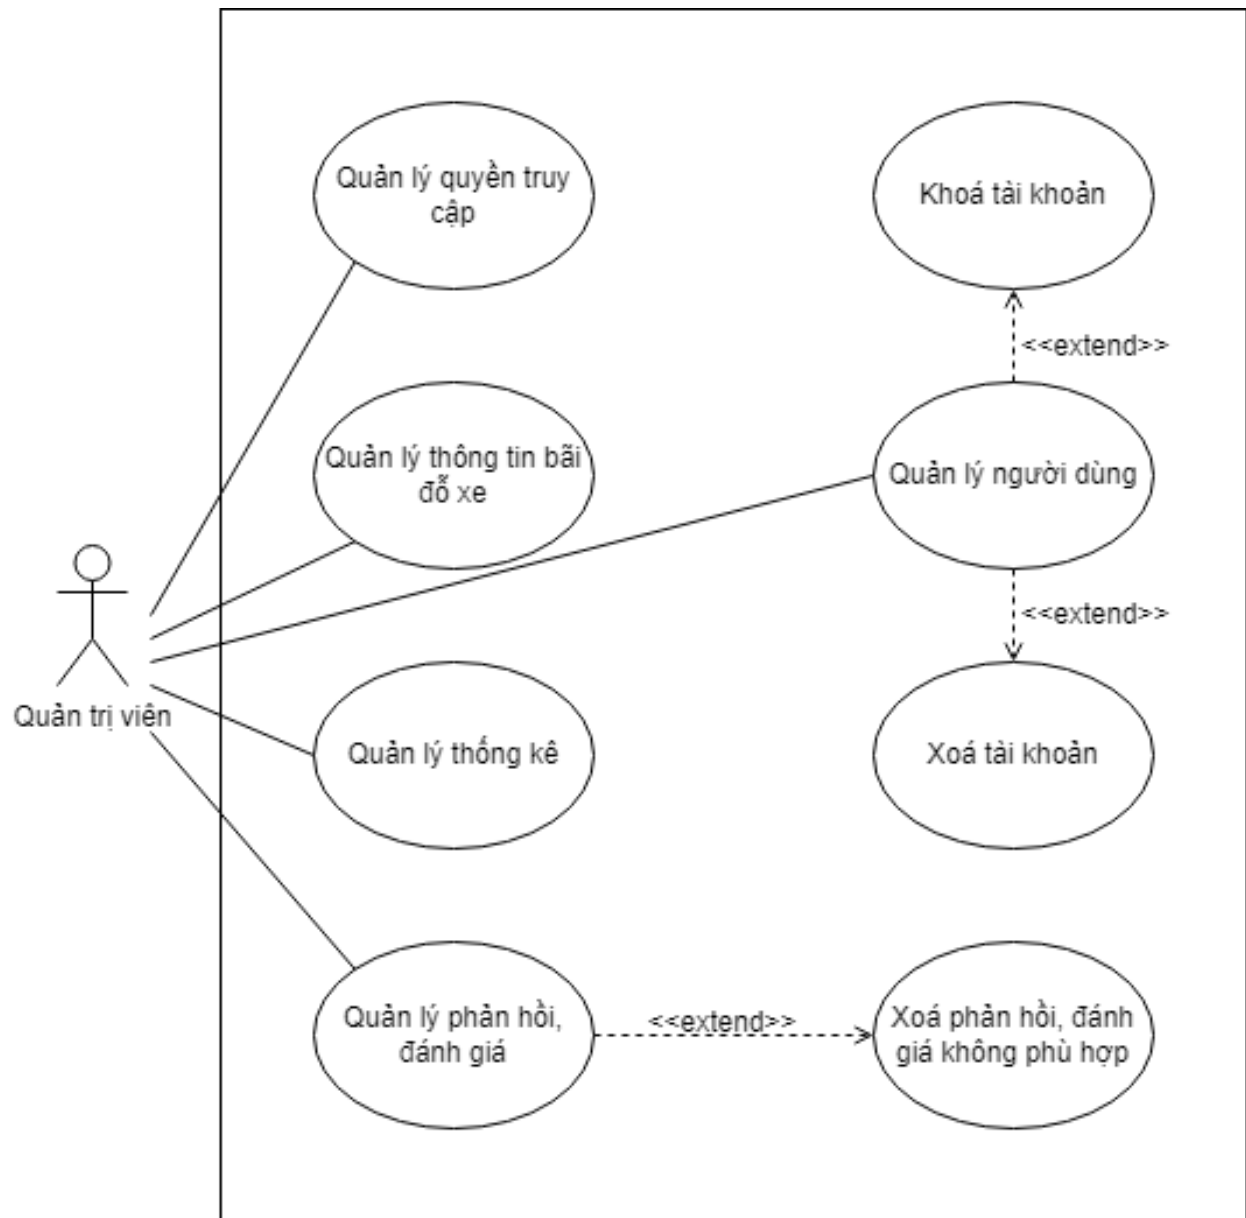 Quản lý quyền truy
cập
Khoá tài khoản
<<extend>>
Quản lý thông tin bãi
đỗ xe
Quản lý người dùng
<<extend>>
Quản trị viên
Quản lý thống kê
Xoá tài khoản
Quản lý phản hồi,
đánh giá
<<extend>>
Xoá phản hồi, đánh
giá không phù hợp